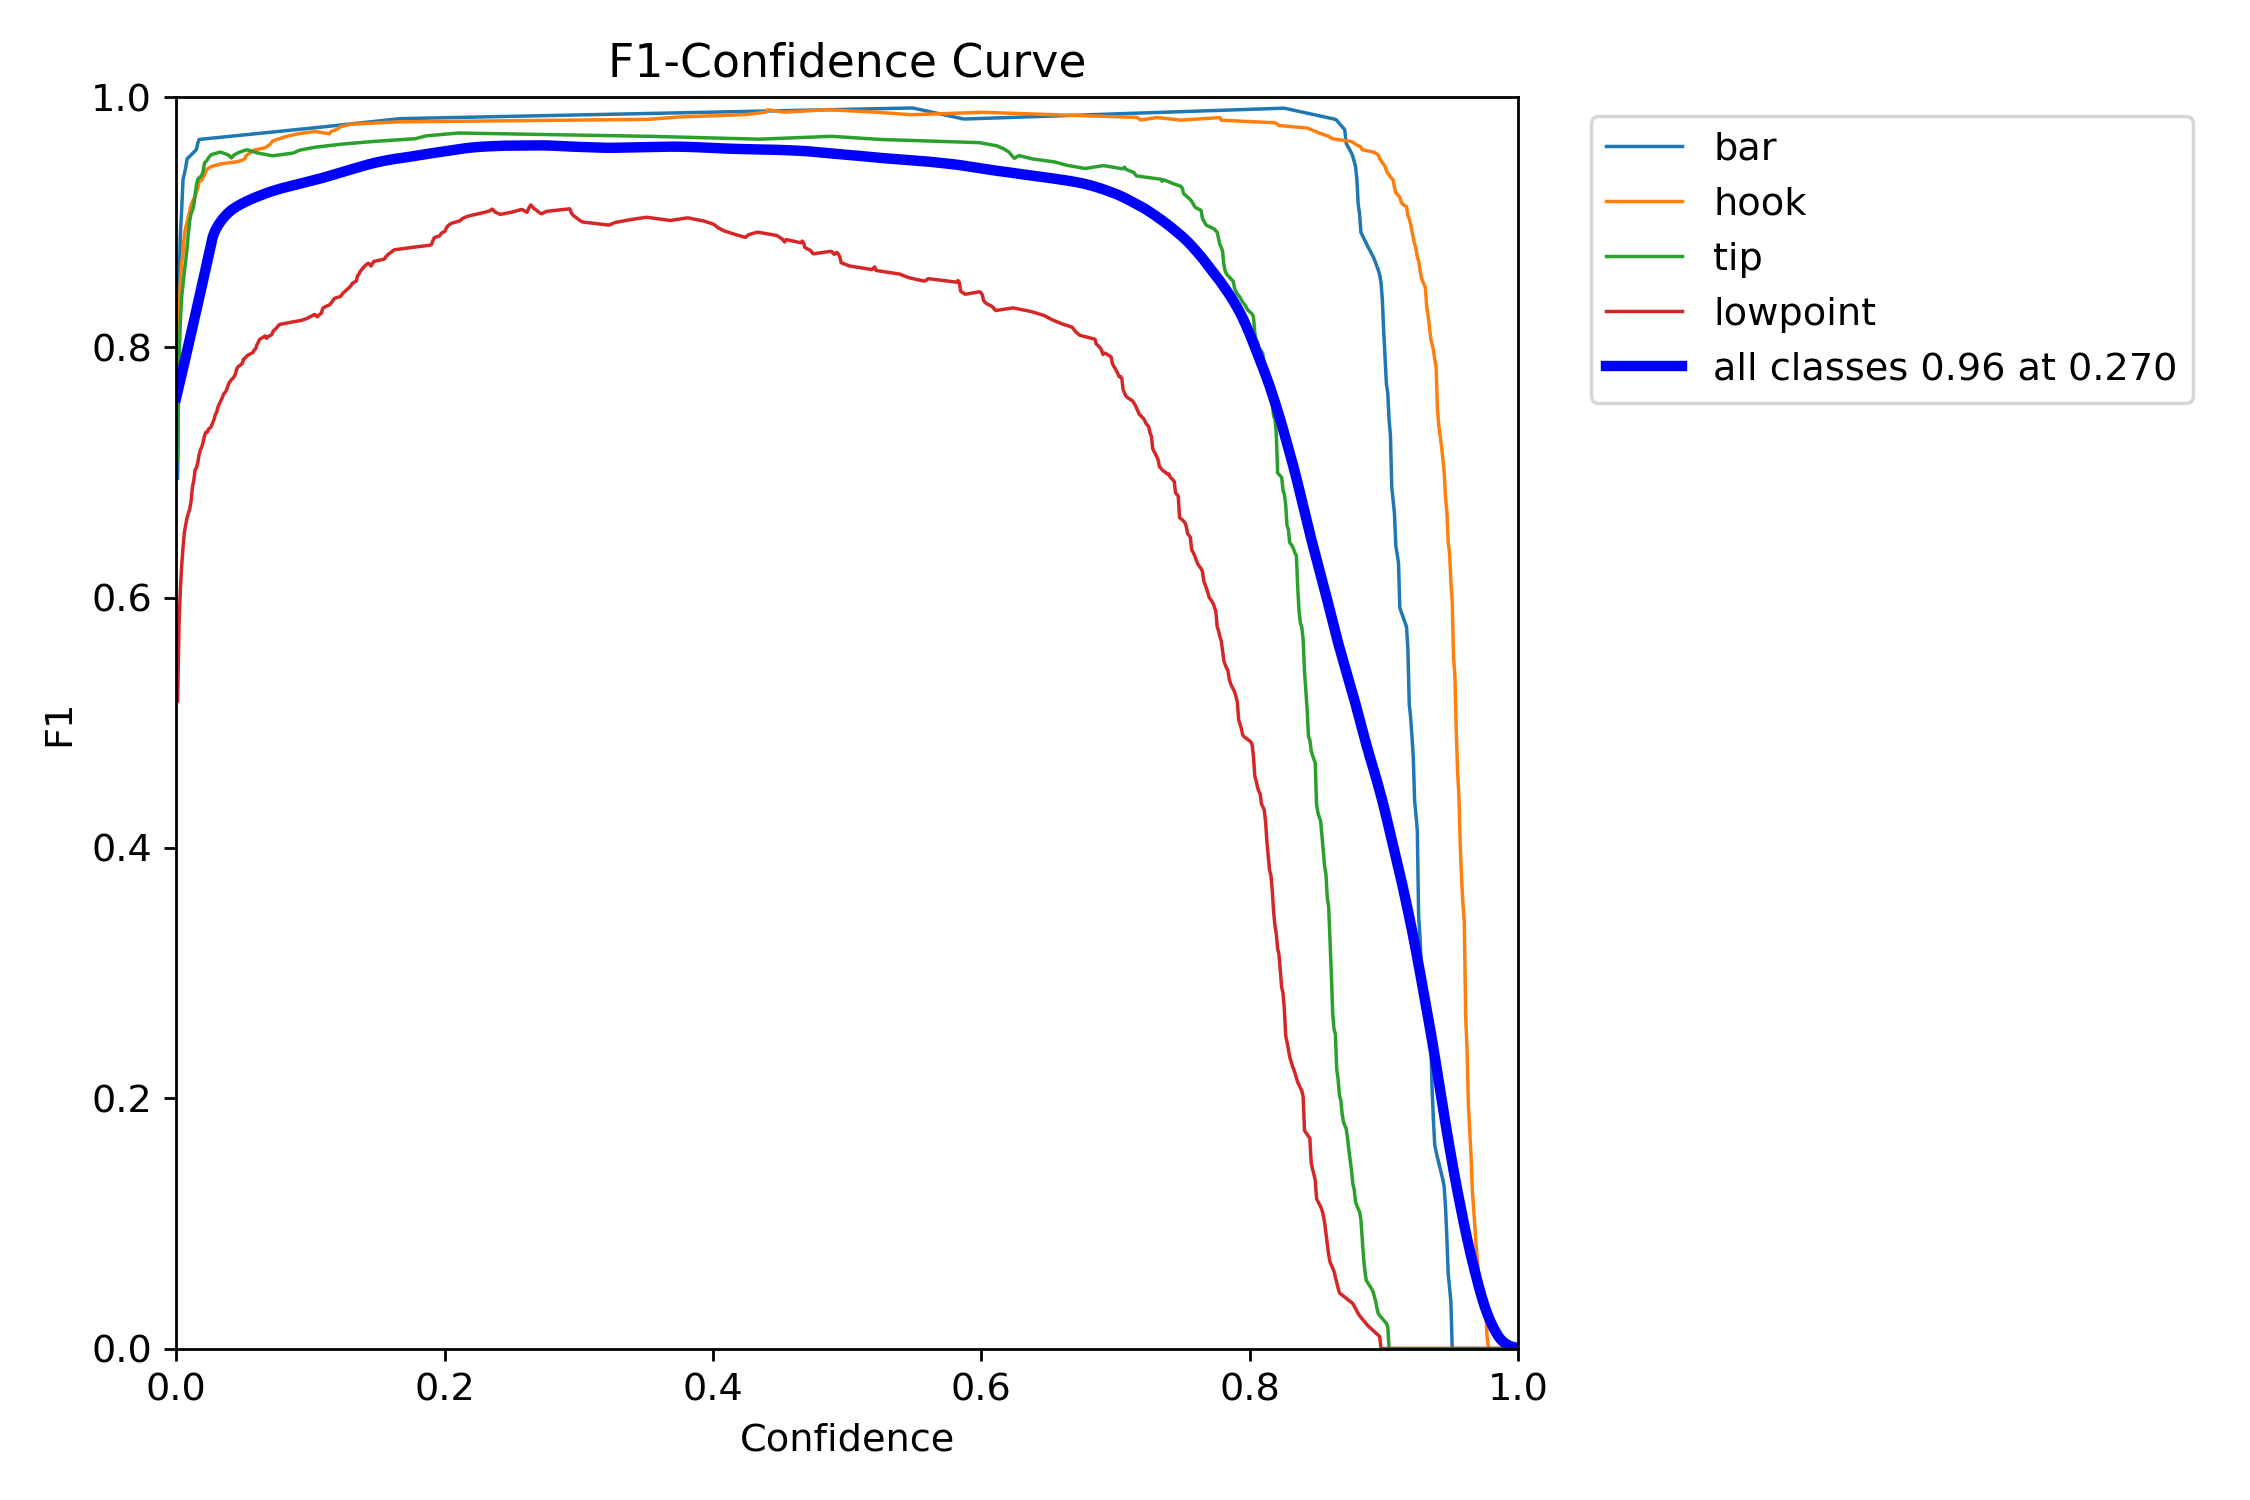 F1-Confidence Curve
1.0
0.8
0.6
0.4
0.2
0.0
F1
0.0 0.2 0.4 0.6 0.8 1.0
Confidence
bar
hook
tip
lowpoint
all classes 0.96 at 0.270